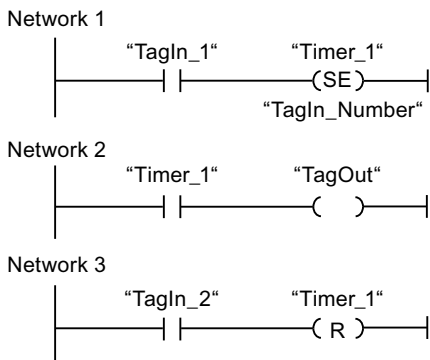 Network 1
“TagIn_1“ “Timer_1“
SE
“TagIn_Number“
Network 2
“Timer_1“ “TagOut“
Network 3
“TagIn_2“ “Timer_1“
R